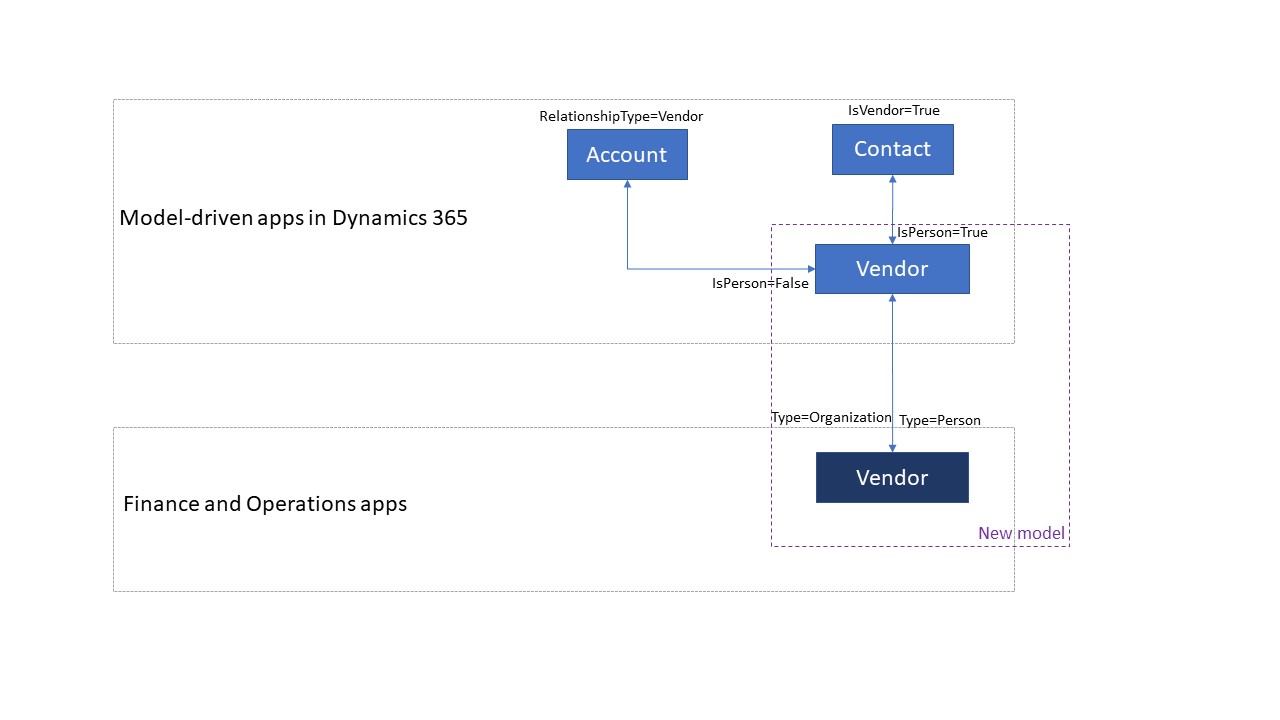 IsVendor=True
RelationshipType=Vendor
Account
Contact
Model-driven apps in Dynamics 365
IsPerson=True
Vendor
IsPerson=False
Type=Organization
Type=Person
Vendor
Finance and Operations apps
New model